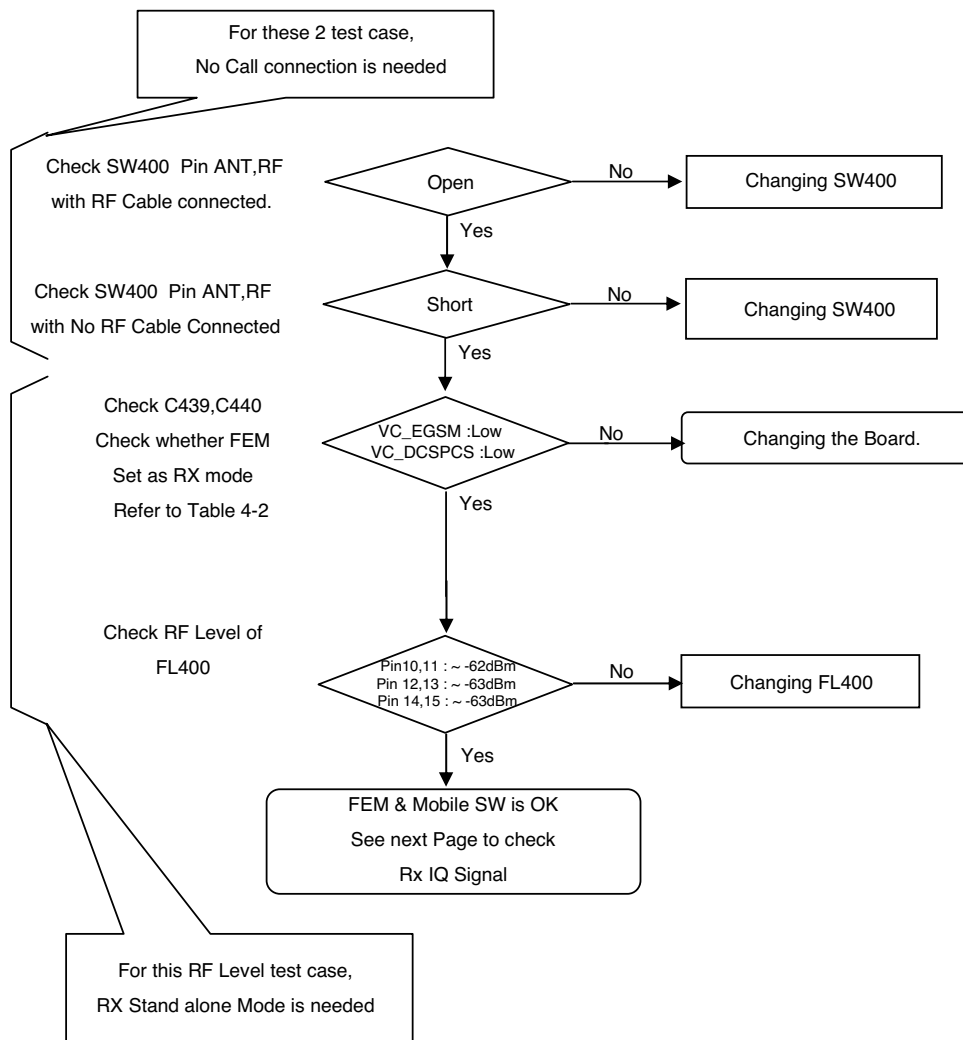 For these 2 test case,
No Call connection is needed
Check SW400 Pin ANT,RF
with RF Cable connected.
Open
No
Changing SW400
Yes
Check SW400 Pin ANT,RF
with No RF Cable Connected
Short
No
Changing SW400
Yes
Check C439,C440
Check whether FEM
Set as RX mode
Refer to Table 4-2
VC_EGSM :Low
VC_DCSPCS :Low
No
Changing the Board.
Yes
Check RF Level of
FL400
Pin10,11 : ~ -62dBm
Pin 12,13 : ~ -63dBm
Pin 14,15 : ~ -63dBm
No
Changing FL400
Yes
FEM & Mobile SW is OK
See next Page to check
Rx IQ Signal
For this RF Level test case,
RX Stand alone Mode is needed